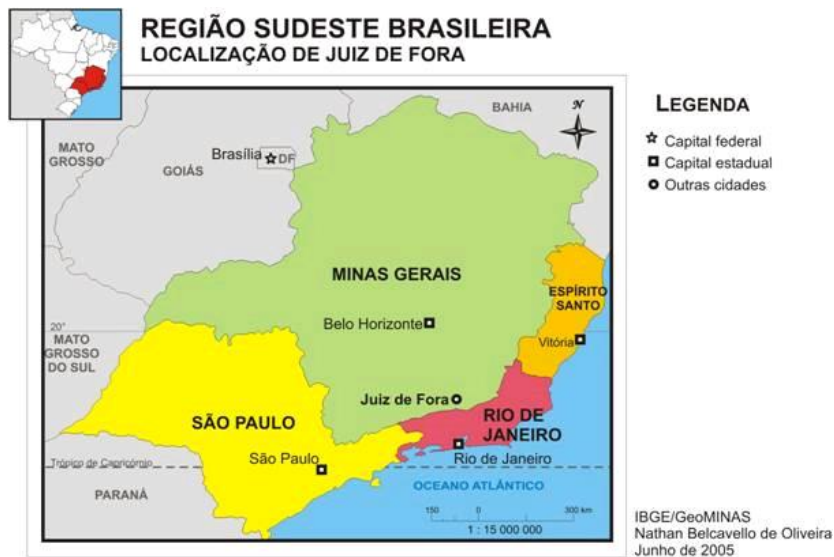 REGIÃO SUDESTE BRASILEIRA
LOCALIZAÇÃO DE JUIZ DE FORA
BAHIA
N
MATO
GROSSO
Brasília
DF
GOIÁS
MINAS GERAIS
ESPÍRITO
SANTO
20°
Belo Horizonte
MATO
GROSSO
DO SUL
Vitória
Juiz de Fora
SÃO PAULO
RIO DE
JANEIRO
São Paulo
Rio de Janeiro
Trópico de Capricórnio
PARANÁ
OCEANO ATLÂNTICO
150 0 300 km
1 : 15 000 000
LEGENDA
Capital federal
Capital estadual
Outras cidades
IBGE/GeoMINAS
Nathan Belcavello de Oliveira
Junho de 2005